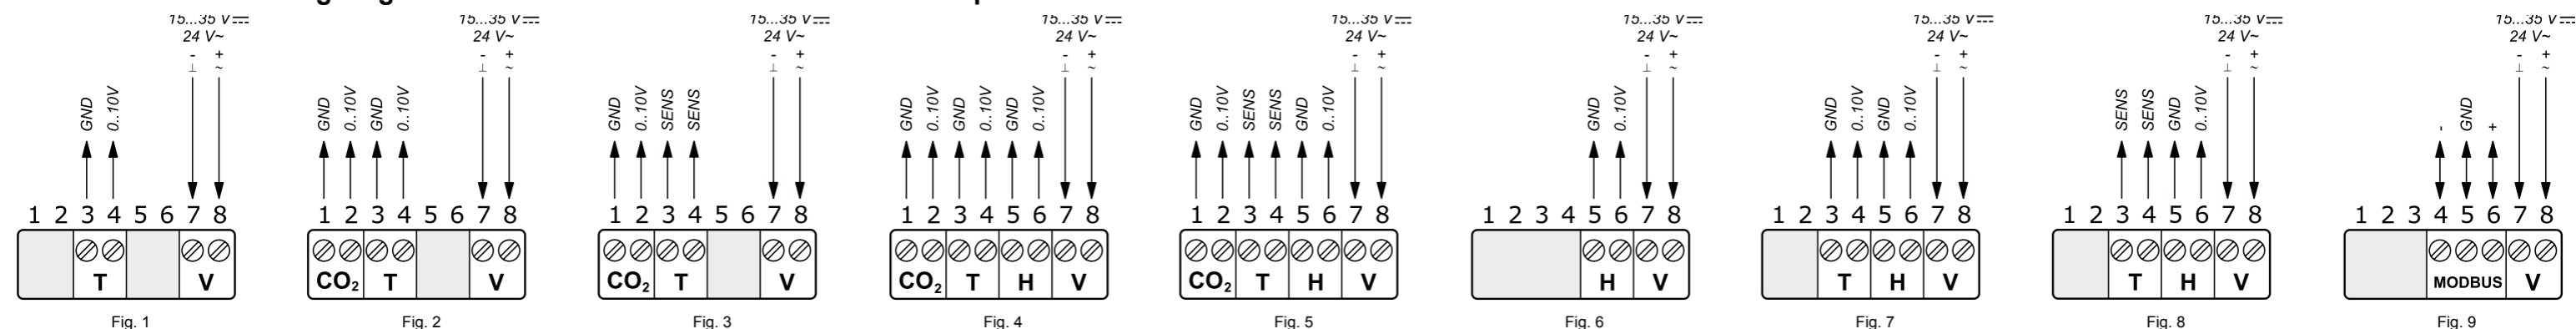 15...35 V⎓ 15...35 V⎓ 15...35 V⎓ 15...35 V⎓ 15...35 V⎓ 15...35 V⎓ 15...35 V⎓ 15...35 V⎓ 15...35 V⎓
24 V~ 24 V~ 24 V~ 24 V~ 24 V~ 24 V~ 24 V~ 24 V~ 24 V~
- + - + - + - + - + - + - + - + - +
⊥ ~ ⊥ ~ ⊥ ~ ⊥ ~ ⊥ ~ ⊥ ~ ⊥ ~ ⊥ ~ ⊥ ~
GND 0..10V GND 0..10V GND 0..10V GND 0..10V SENS SENS GND 0..10V GND 0..10V GND 0..10V GND 0..10V SENS SENS GND 0..10V GND 0..10V GND 0..10V GND 0..10V SENS SENS GND 0..10V - GND +
1 2 3 4 5 6 7 8 1 2 3 4 5 6 7 8 1 2 3 4 5 6 7 8 1 2 3 4 5 6 7 8 1 2 3 4 5 6 7 8 1 2 3 4 5 6 7 8 1 2 3 4 5 6 7 8 1 2 3 4 5 6 7 8 1 2 3 4 5 6 7 8
T V CO₂ T V CO₂ T V CO₂ T H V CO₂ T H V H V T H V T H V MODBUS V
Fig. 1 Fig. 2 Fig. 3 Fig. 4 Fig. 5 Fig. 6 Fig. 7 Fig. 8 Fig. 9